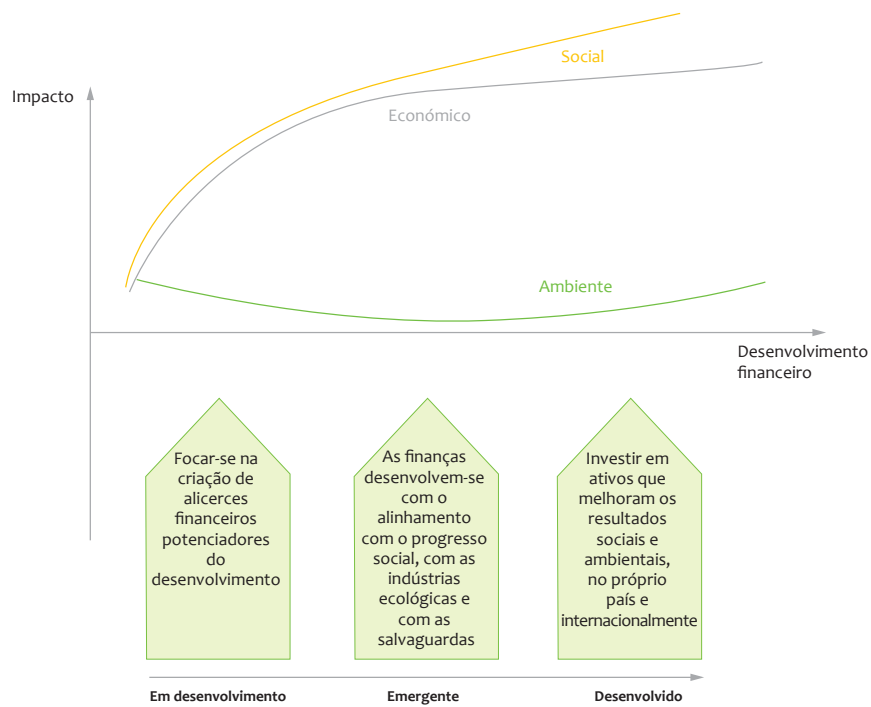 Social
Impacto
Económico
Ambiente
Desenvolvimento
financeiro
Focar-se na
criação de
alicerces
financeiros
potenciadores
do
desenvolvimento
As finanças
desenvolvem-se
com o
alinhamento
com o progresso
social, com as
indústrias
ecológicas e
com as
salvaguardas
Investir em
ativos que
melhoram os
resultados
sociais e
ambientais,
no próprio
país e
internacionalmente
Em desenvolvimento
Emergente
Desenvolvido